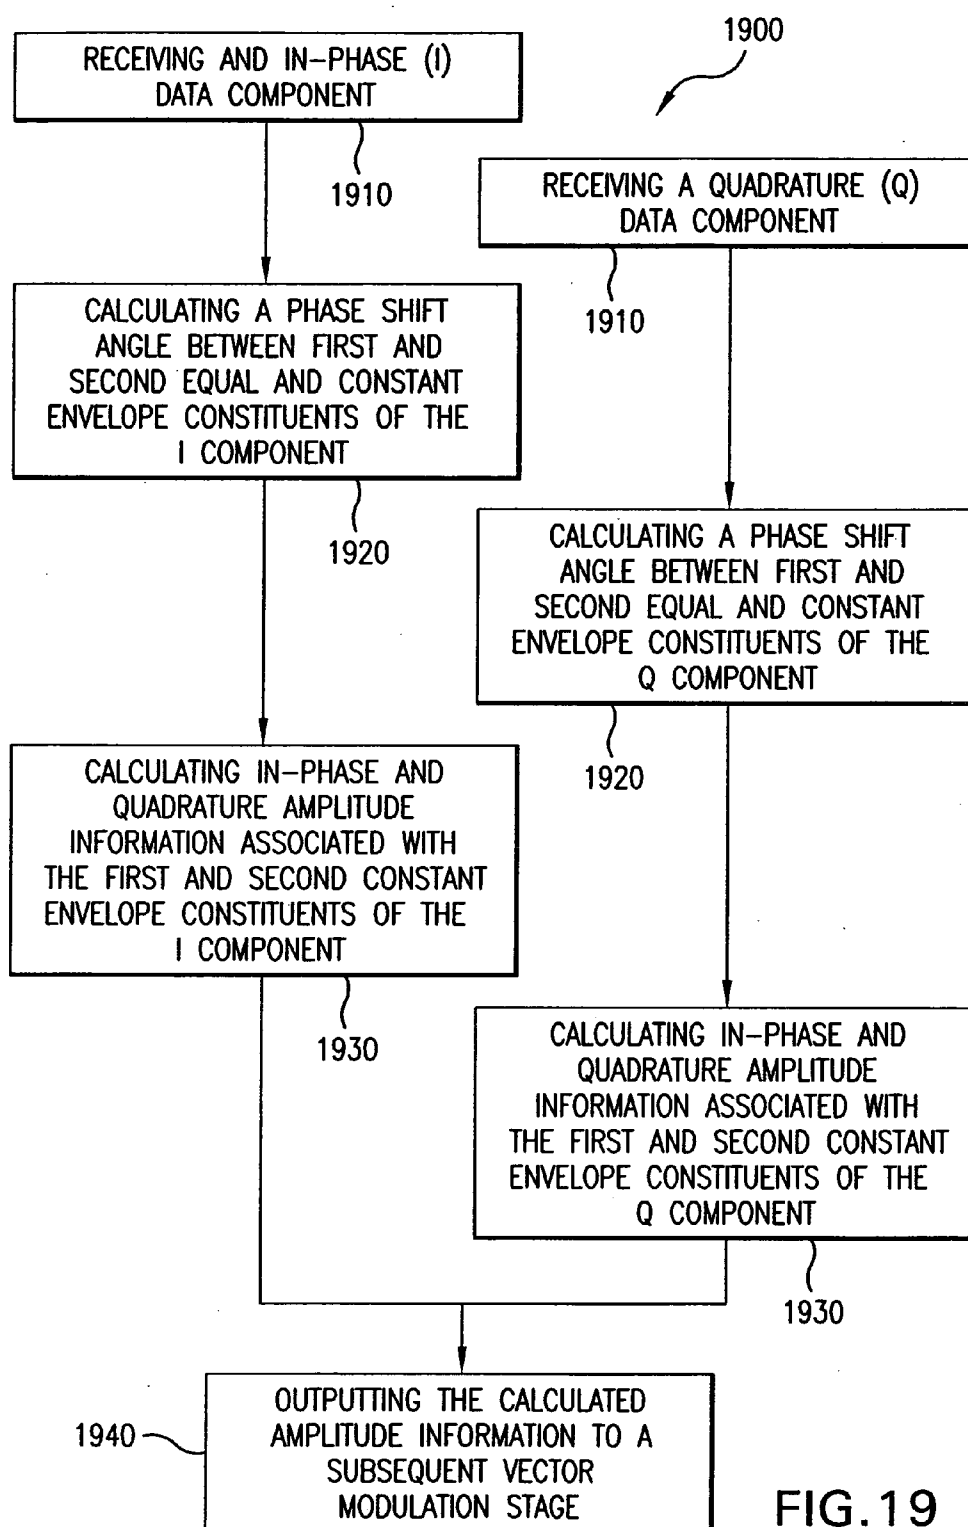 1900
RECEIVING AND IN-PHASE (I)
DATA COMPONENT
1910
RECEIVING A QUADRATURE (Q)
DATA COMPONENT
1910
CALCULATING A PHASE SHIFT
ANGLE BETWEEN FIRST AND
SECOND EQUAL AND CONSTANT
ENVELOPE CONSTITUENTS OF THE
I COMPONENT
1920
CALCULATING A PHASE SHIFT
ANGLE BETWEEN FIRST AND
SECOND EQUAL AND CONSTANT
ENVELOPE CONSTITUENTS OF THE
Q COMPONENT
1920
CALCULATING IN-PHASE AND
QUADRATURE AMPLITUDE
INFORMATION ASSOCIATED WITH
THE FIRST AND SECOND CONSTANT
ENVELOPE CONSTITUENTS OF THE
I COMPONENT
1930
CALCULATING IN-PHASE AND
QUADRATURE AMPLITUDE
INFORMATION ASSOCIATED WITH
THE FIRST AND SECOND CONSTANT
ENVELOPE CONSTITUENTS OF THE
Q COMPONENT
1930
1940
OUTPUTTING THE CALCULATED
AMPLITUDE INFORMATION TO A
SUBSEQUENT VECTOR
MODULATION STAGE
FIG.19